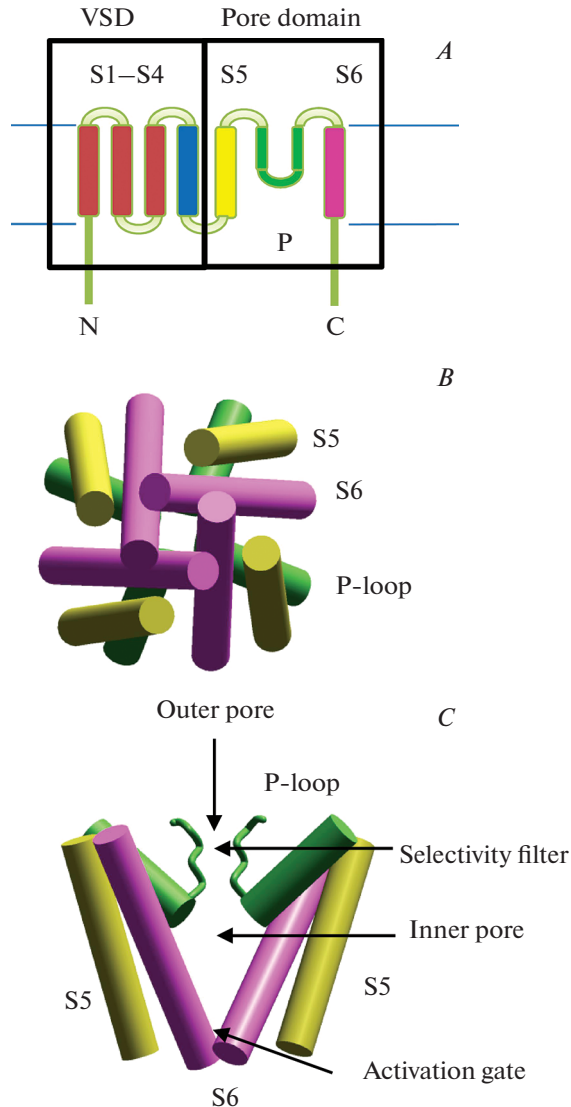 VSD Pore domain
A
S1–S4 S5 S6
P
N C
B
S5
S6
P-loop
Outer pore
C
P-loop
Selectivity filter
Inner pore
S5 S5
Activation gate
S6